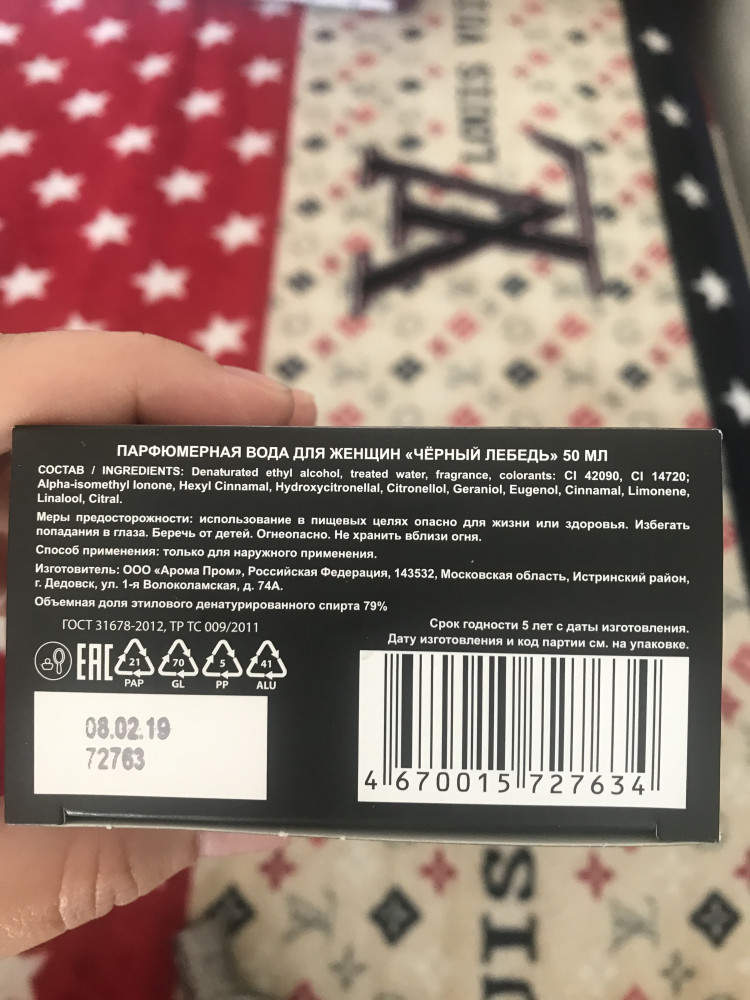 LOUIS VUI
LV
ПАРФЮМЕРНАЯ ВОДА ДЛЯ ЖЕНЩИН «ЧЁРНЫЙ ЛЕБЕДЬ» 50 МЛ
СОСТАВ / INGREDIENTS: Denaturated ethyl alcohol, treated water, fragrance, colorants: CI 42090, CI 14720;
Alpha-isomethyl Ionone, Hexyl Cinnamal, Hydroxycitronellal, Citronellol, Geraniol, Eugenol, Cinnamal, Limonene,
Linalool, Citral.
Меры предосторожности: использование в пищевых целях опасно для жизни или здоровья. Избегать
попадания в глаза. Беречь от детей. Огнеопасно. Не хранить вблизи огня.
Способ применения: только для наружного применения.
Изготовитель: ООО «Арома Пром», Российская Федерация, 143532, Московская область, Истринский район,
г. Дедовск, ул. 1-я Волоколамская, д. 74А.
Объемная доля этилового денатурированного спирта 79%
ГОСТ 31678-2012, ТР ТС 009/2011
Срок годности 5 лет с даты изготовления.
Дату изготовления и код партии см. на упаковке.
EAC 21 70 5 41
PAP GL PP ALU
08.02.19
72763
4 670015 727634
UIS